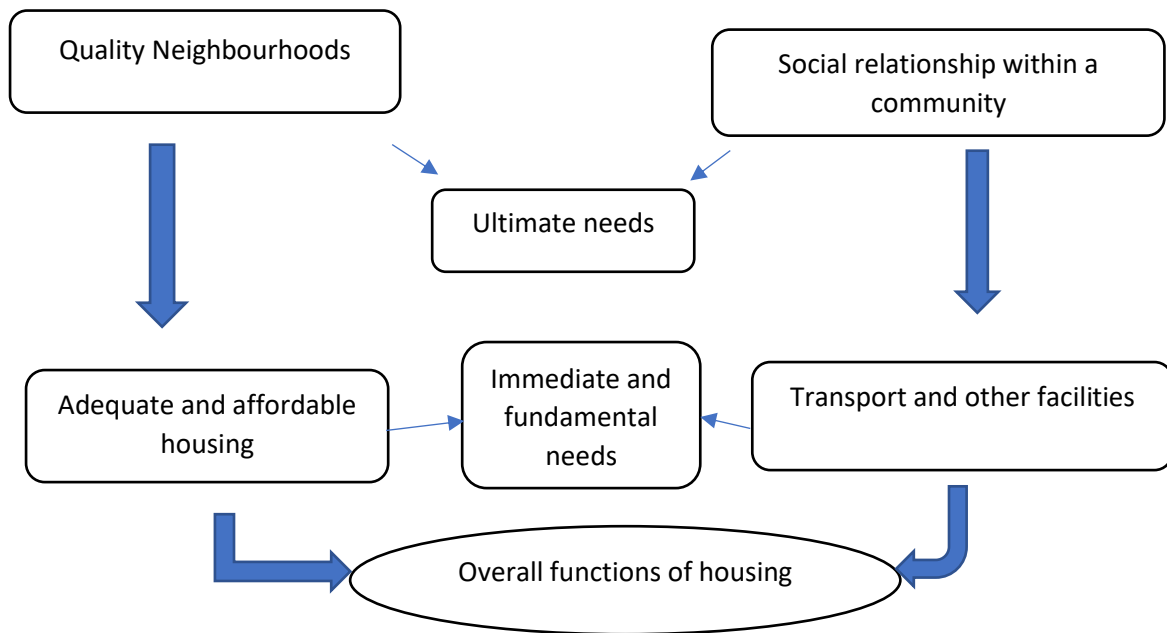 Quality Neighbourhoods
Social relationship within a
community
Ultimate needs
Adequate and affordable
housing
Immediate and
fundamental
needs
Transport and other facilities
Overall functions of housing